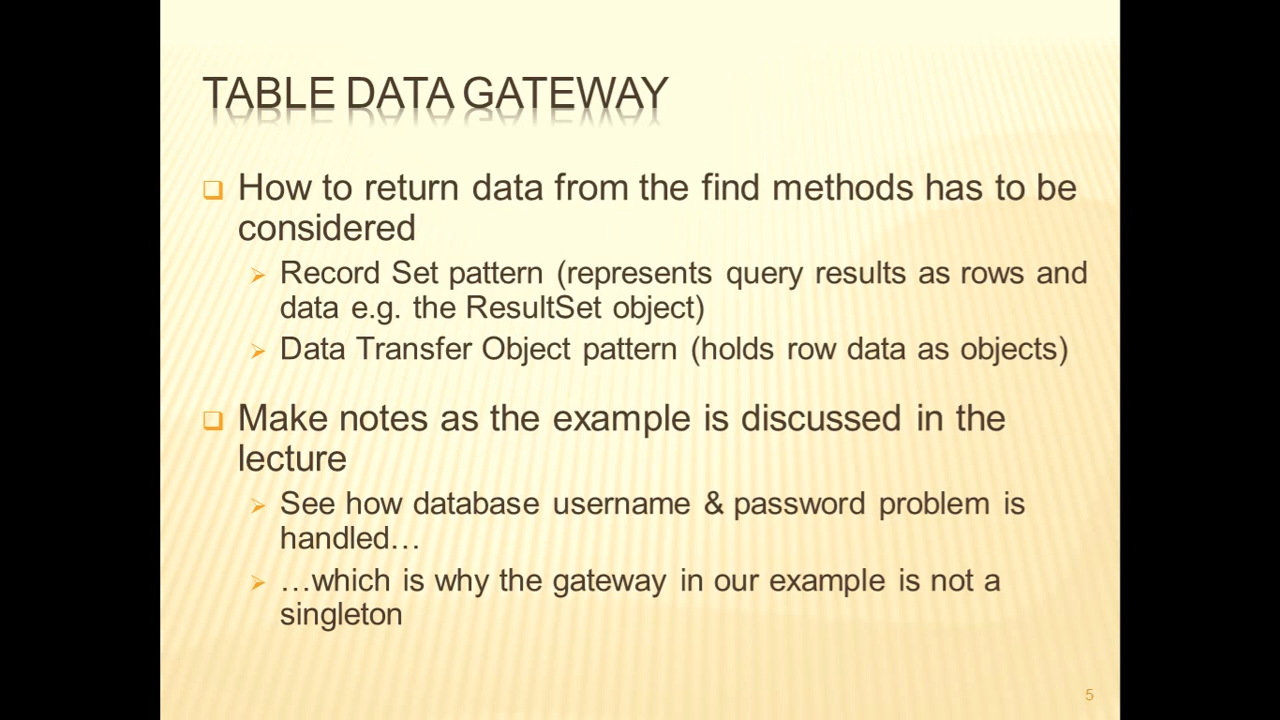 TABLE DATA GATEWAY
How to return data from the find methods has to be
considered
Record Set pattern (represents query results as rows and
data e.g. the ResultSet object)
Data Transfer Object pattern (holds row data as objects)
Make notes as the example is discussed in the
lecture
See how database username & password problem is
handled…
…which is why the gateway in our example is not a
singleton
5